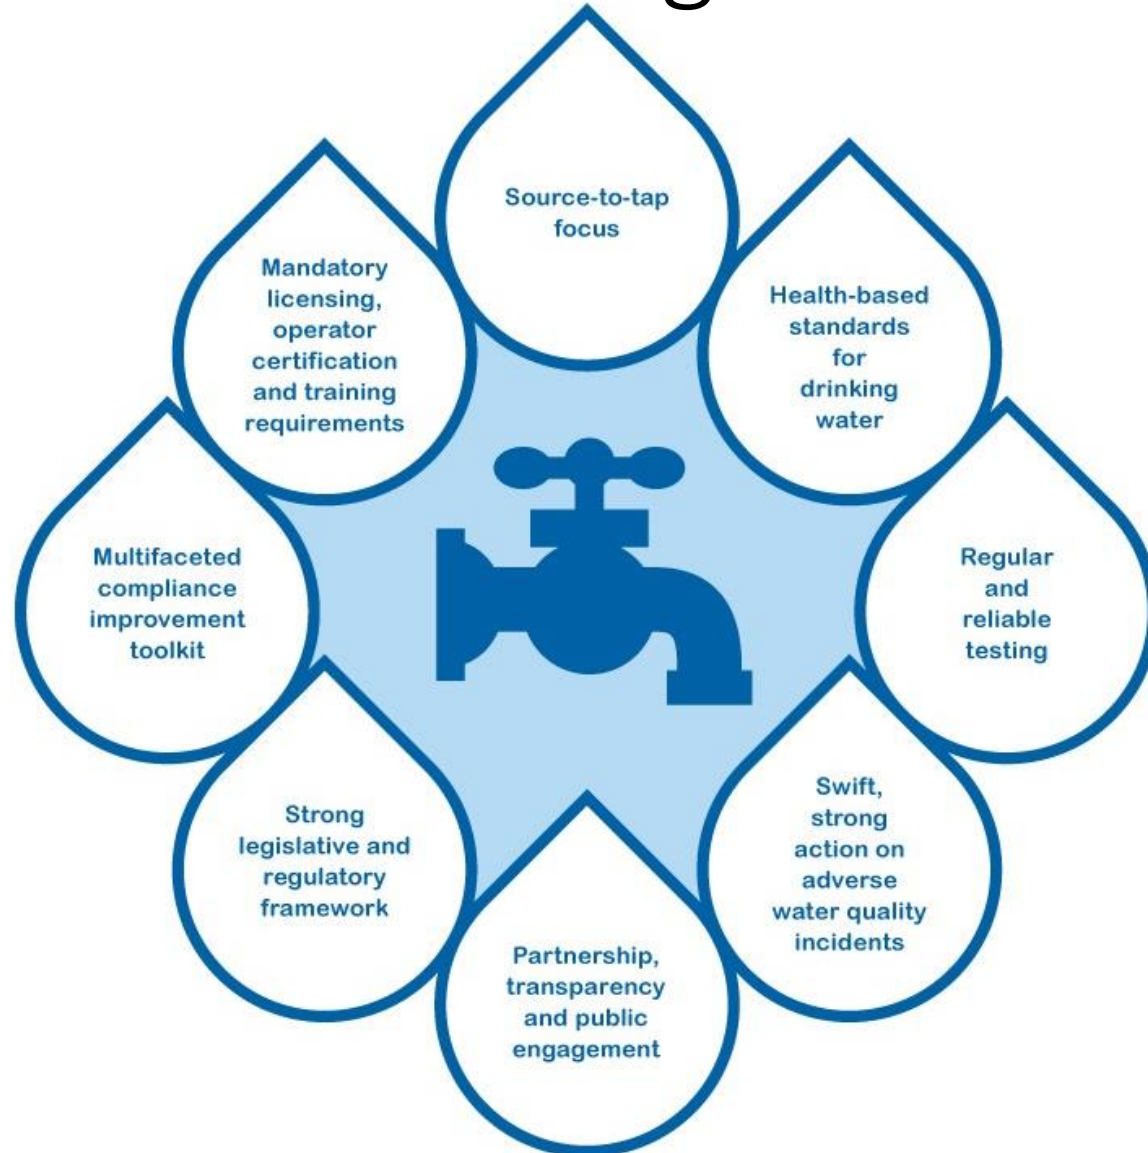 Source-to-tap
focus
Health-based
standards
for
drinking
water
Regular
and
reliable
testing
Swift,
strong
action on
adverse
water quality
incidents
Partnership,
transparency
and public
engagement
Strong
legislative and
regulatory
framework
Multifaceted
compliance
improvement
toolkit
Mandatory
licensing,
operator
certification
and training
requirements